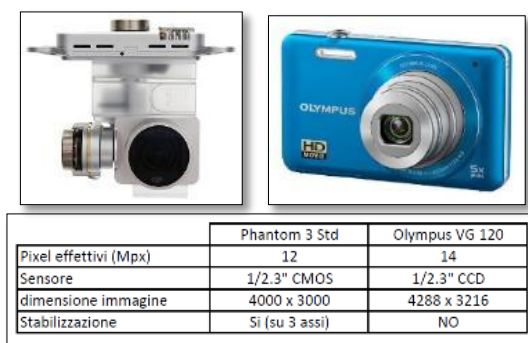 OLYMPUS
HD
5x
Phantom 3 Std Olympus VG 120
Pixel effettivi (Mpx) 12 14
Sensore 1/2.3" CMOS 1/2.3" CCD
dimensione immagine 4000 x 3000 4288 x 3216
Stabilizzazione Si (su 3 assi) NO